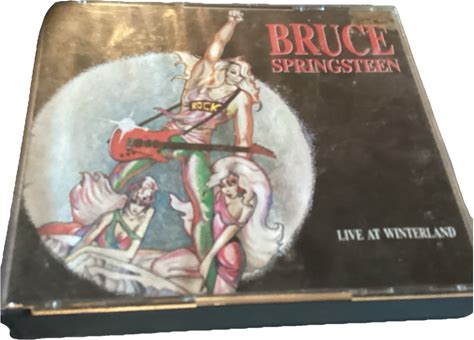 BRUCE
SPRINGSTEEN
ROCK
LIVE AT WINTERLAND